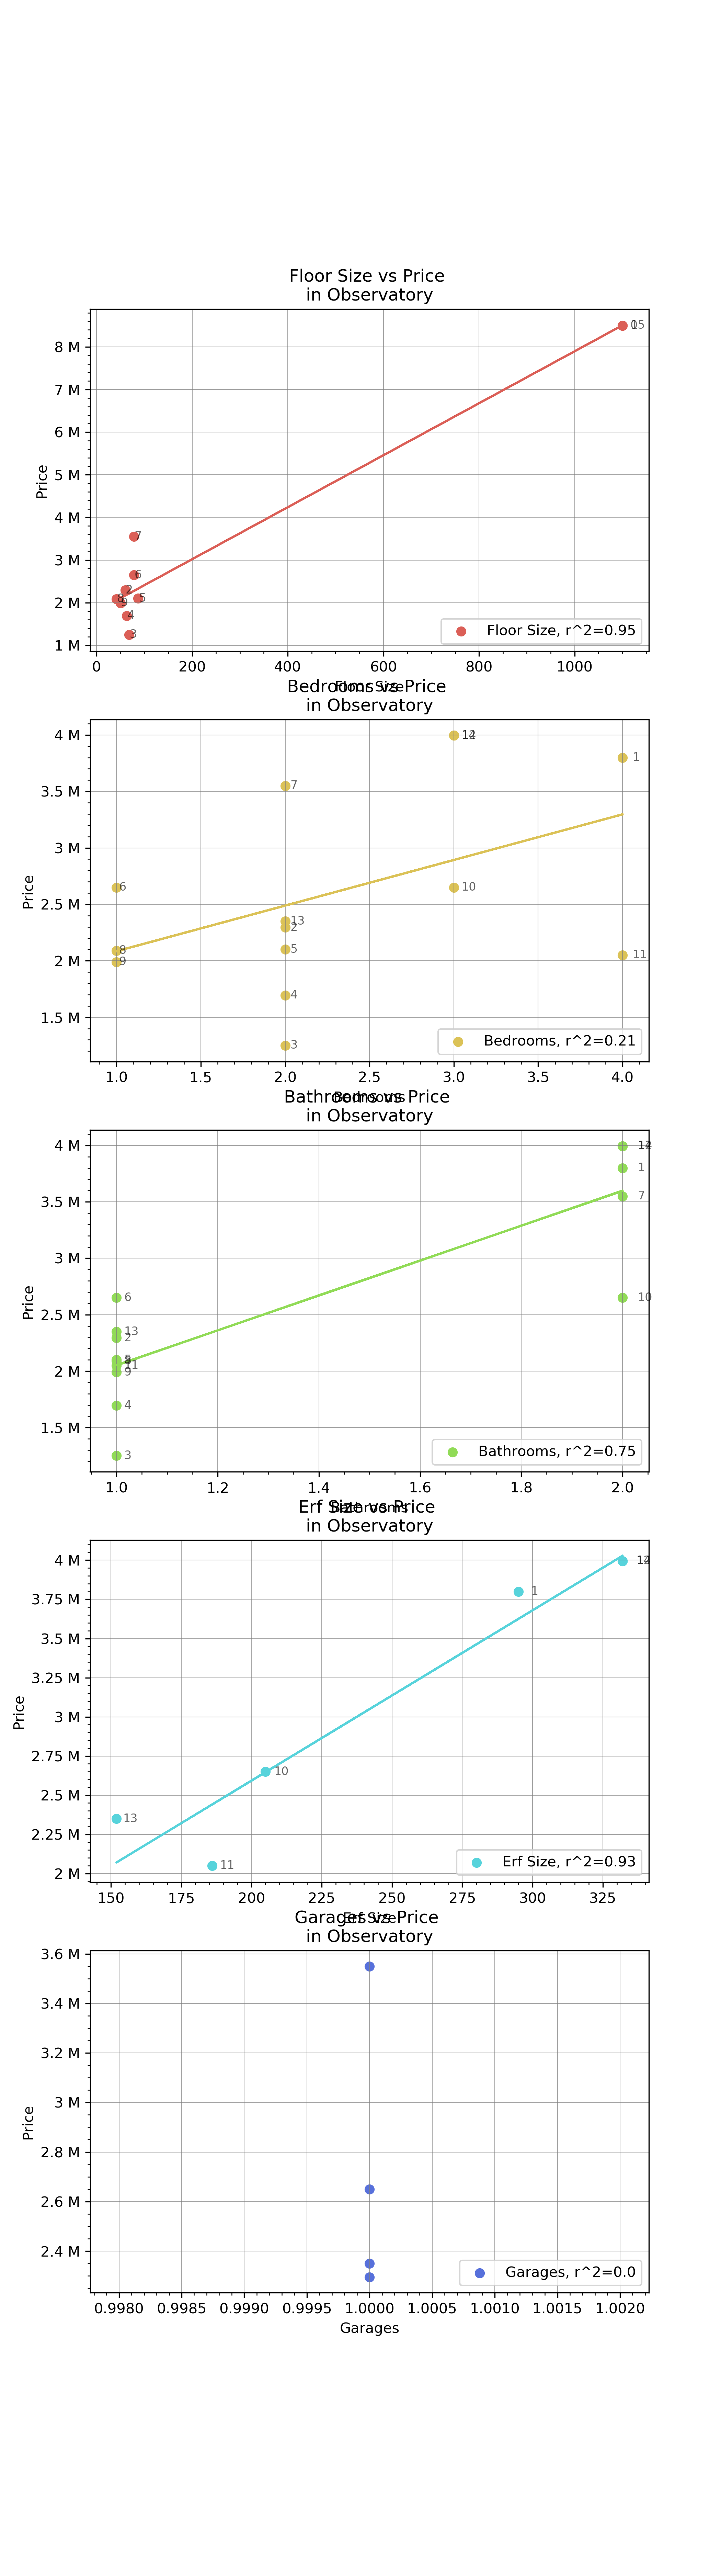 Floor Size vs Price
in Observatory
8 M
7 M
6 M
5 M
4 M
3 M
2 M
1 M
Price
7
6
2
5
8
9
4
3
Floor Size, r^2=0.95
0 200 400 600 800 1000
Floor Size
Bedrooms vs Price
in Observatory
4 M
3.5 M
3 M
2.5 M
2 M
1.5 M
Price
1
7
6
10
13
2
8
5
11
9
4
3
Bedrooms, r^2=0.21
1.0 1.5 2.0 2.5 3.0 3.5 4.0
Bedrooms
Bathrooms vs Price
in Observatory
4 M
3.5 M
3 M
2.5 M
2 M
1.5 M
Price
1
7
6
10
13
2
11
9
4
3
Bathrooms, r^2=0.75
1.0 1.2 1.4 1.6 1.8 2.0
Bathrooms
Erf Size vs Price
in Observatory
4 M
3.75 M
3.5 M
3.25 M
3 M
2.75 M
2.5 M
2.25 M
2 M
Price
1
10
13
11
Erf Size, r^2=0.93
150 175 200 225 250 275 300 325
Erf Size
Garages vs Price
in Observatory
3.6 M
3.4 M
3.2 M
3 M
2.8 M
2.6 M
2.4 M
Price
Garages, r^2=0.0
0.9980 0.9985 0.9990 0.9995 1.0000 1.0005 1.0010 1.0015 1.0020
Garages